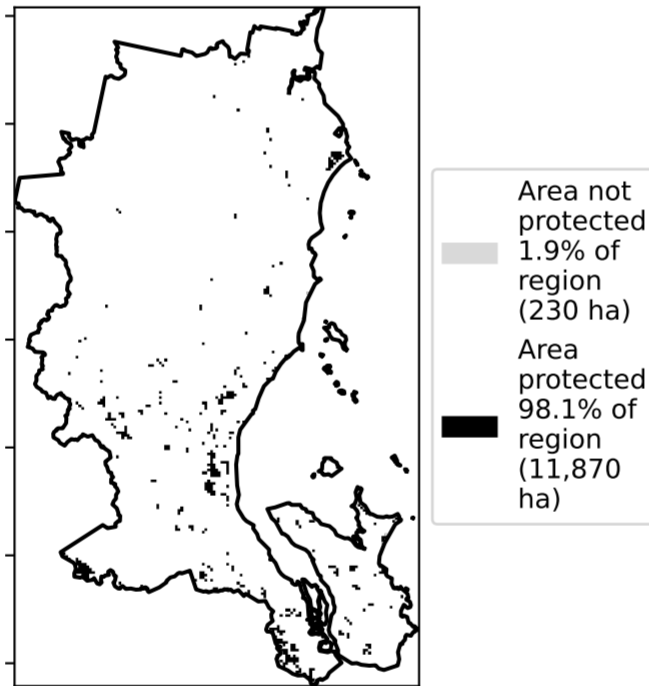 Area not
protected
1.9% of
region
(230 ha)
Area
protected
98.1% of
region
(11,870
ha)